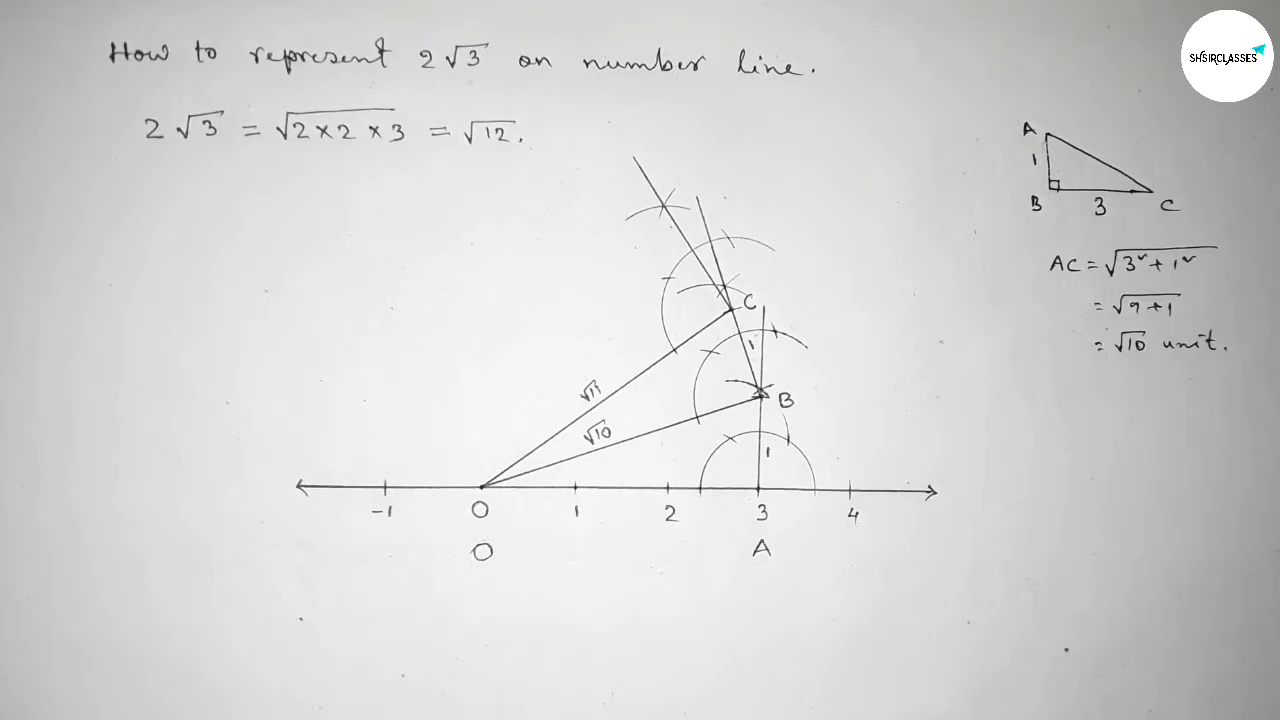 How to represent 2√3 on number line.
SHSIRCLASSES
2√3 = √2×2×3 = √12.
A
1
B 3 C
AC = √3²+1²
= √9+1
= √10 unit.
C
1
√11
B
√10
1
-1 0 1 2 3 4
O A